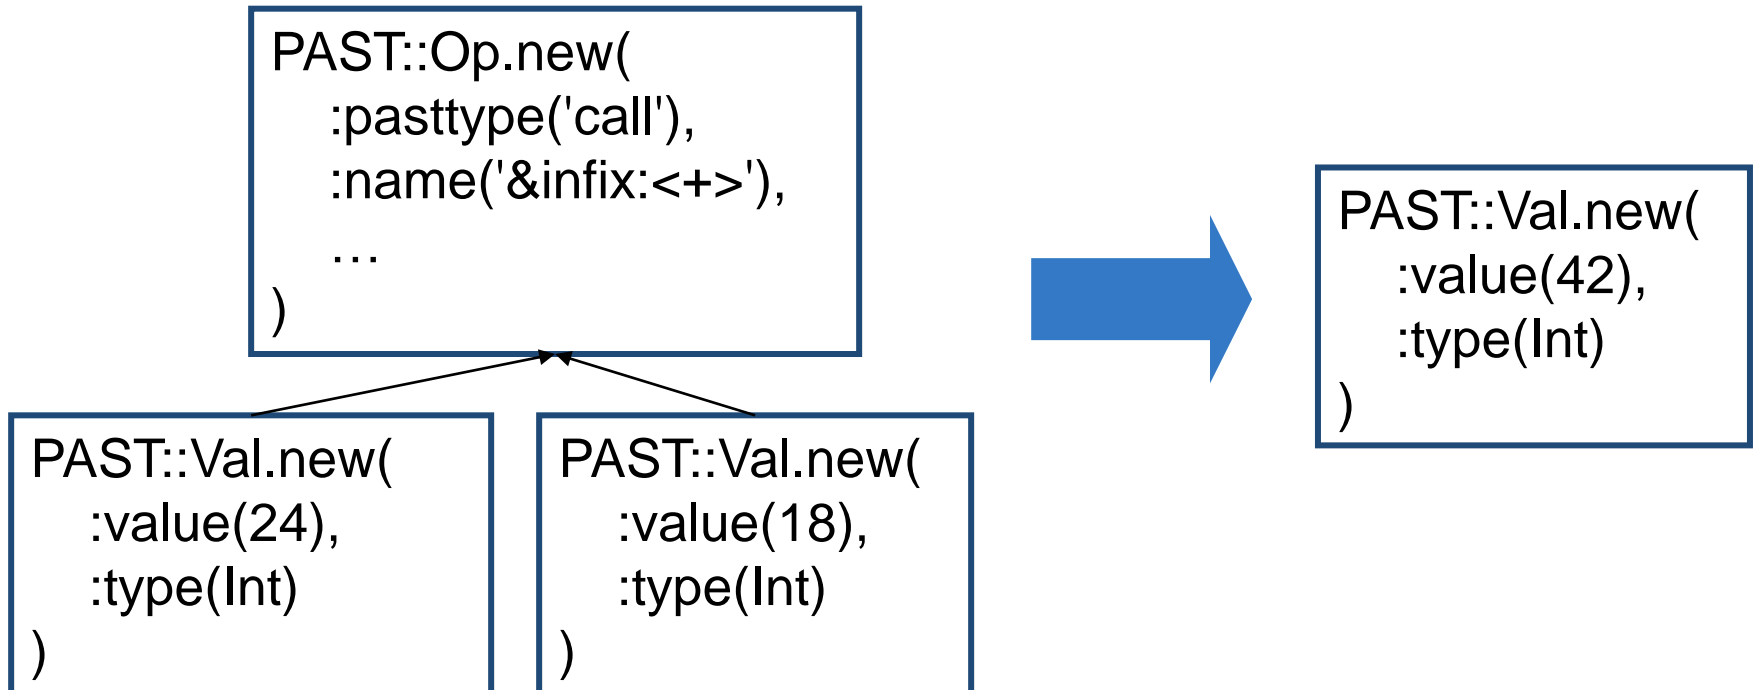 PAST::Op.new(
:pasttype('call'),
:name('&infix:<+>'),
…
)
PAST::Val.new(
:value(24),
:type(Int)
)
PAST::Val.new(
:value(18),
:type(Int)
)
PAST::Val.new(
:value(42),
:type(Int)
)